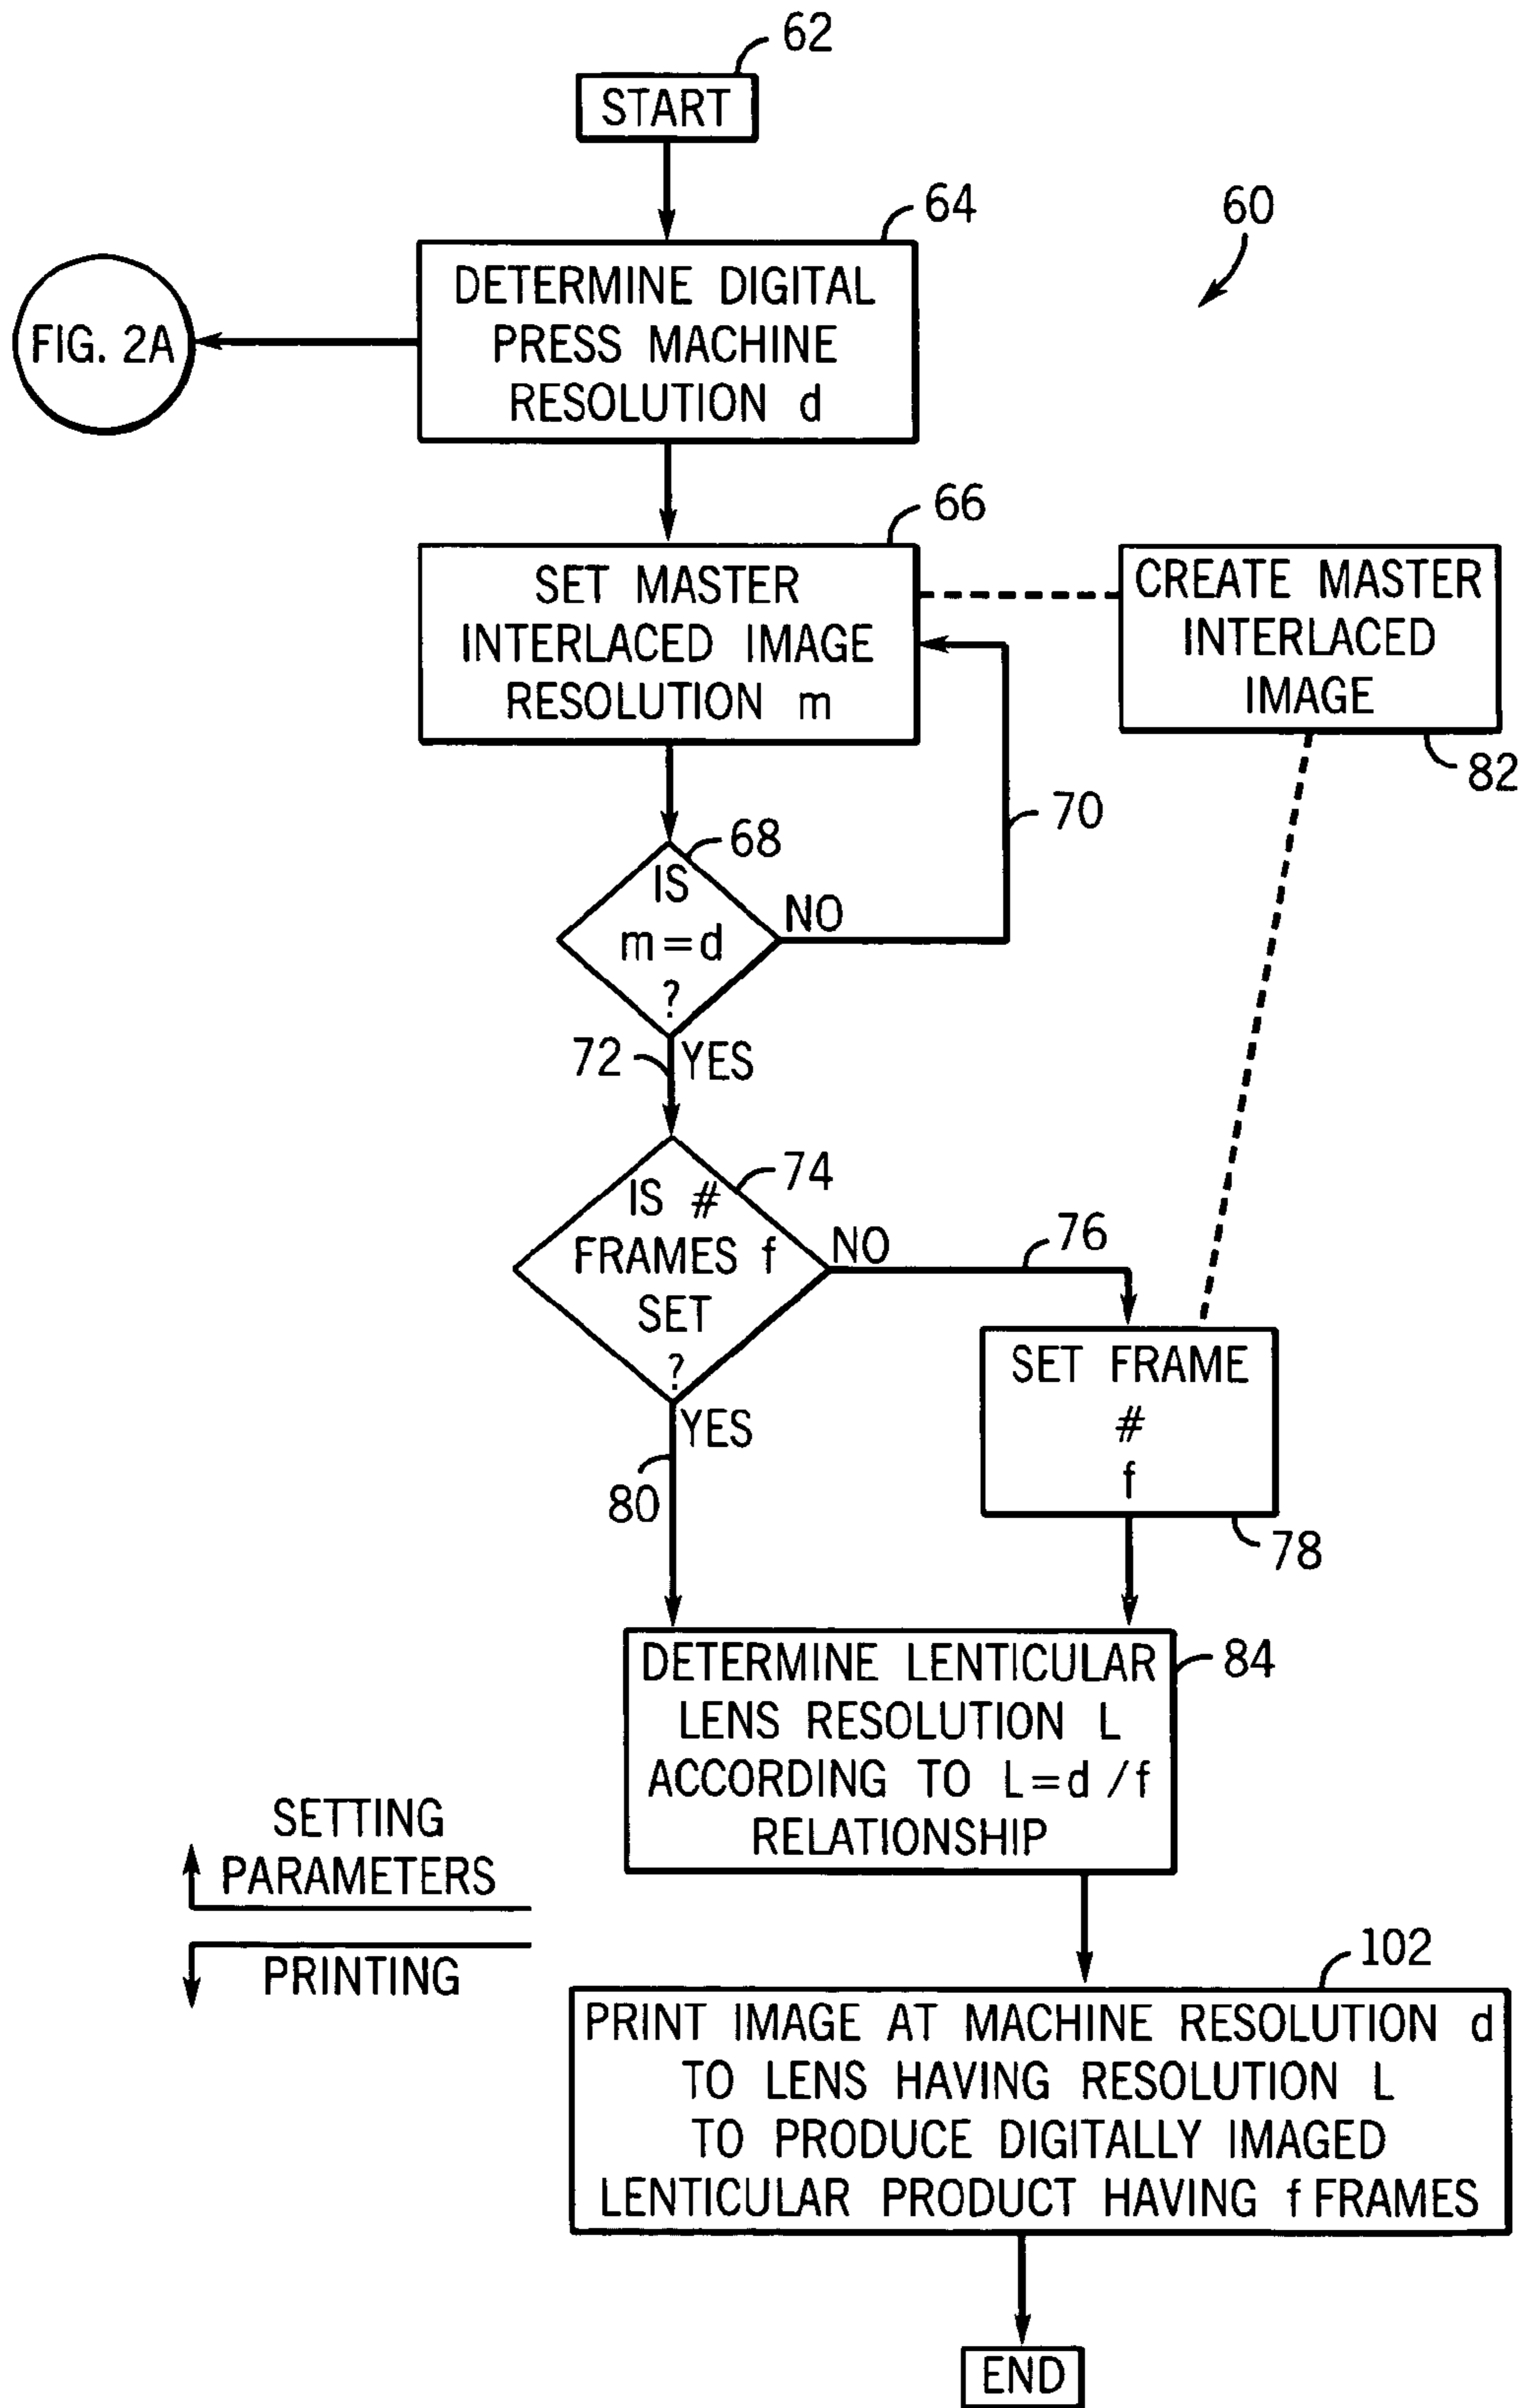 62
START
64
60
DETERMINE DIGITAL
PRESS MACHINE
RESOLUTION d
FIG. 2A
66
SET MASTER
INTERLACED IMAGE
RESOLUTION m
CREATE MASTER
INTERLACED
IMAGE
82
70
68
IS
m=d
?
NO
72
YES
74
IS #
FRAMES f
SET
?
NO
76
YES
80
SET FRAME
#
f
78
DETERMINE LENTICULAR
LENS RESOLUTION L
ACCORDING TO L=d/f
RELATIONSHIP
84
SETTING
PARAMETERS
PRINTING
102
PRINT IMAGE AT MACHINE RESOLUTION d
TO LENS HAVING RESOLUTION L
TO PRODUCE DIGITALLY IMAGED
LENTICULAR PRODUCT HAVING f FRAMES
END